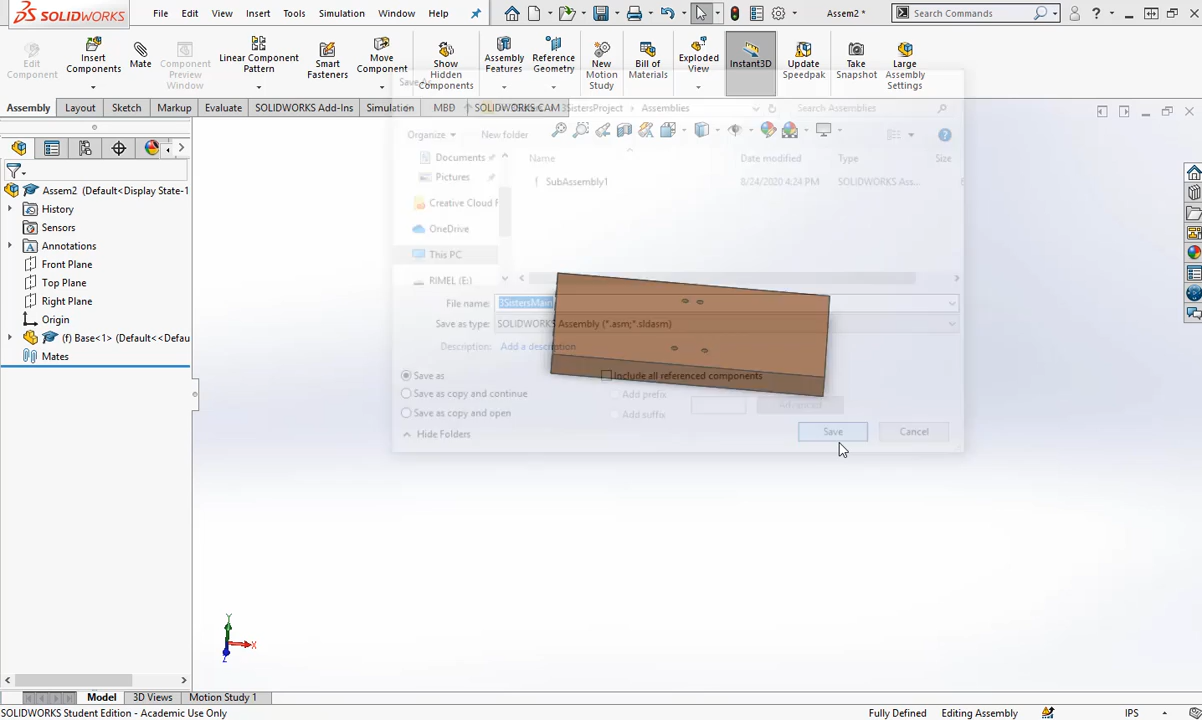 SOLIDWORKS File Edit View Insert Tools Simulation Window Help Assem2 * Search Commands
Edit Component
Insert Components
Mate
Component Preview Window
Linear Component Pattern
Smart Fasteners
Move Component
Show Hidden Components
Assembly Features
Reference Geometry
New Motion Study
Bill of Materials
Exploded View
Instant3D
Update Speedpak
Take Snapshot
Large Assembly Settings
Assembly Layout Sketch Markup Evaluate SOLIDWORKS Add-Ins Simulation MBD SOLIDWORKS CAM
Save As
3SistersProject Assemblies Search Assemblies
Organize New folder
Documents
Pictures
Creative Cloud F
OneDrive
This PC
RIMEL (E:)
Name Date modified Type Size
SubAssembly1 8/24/2020 4:24 PM SOLIDWORKS Ass...
File name: 3SistersMain
Save as type: SOLIDWORKS Assembly (*.asm;*.sldasm)
Description: Add a description
Save as
Include all referenced components
Save as copy and continue
Add prefix
Save as copy and open
Add suffix
Advanced
Hide Folders
Save Cancel
Assem2 (Default<Display State-1
History
Sensors
Annotations
Front Plane
Top Plane
Right Plane
Origin
(f) Base<1> (Default<<Defau
Mates
Y
X
Z
Model 3D Views Motion Study 1
SOLIDWORKS Student Edition - Academic Use Only Fully Defined Editing Assembly IPS